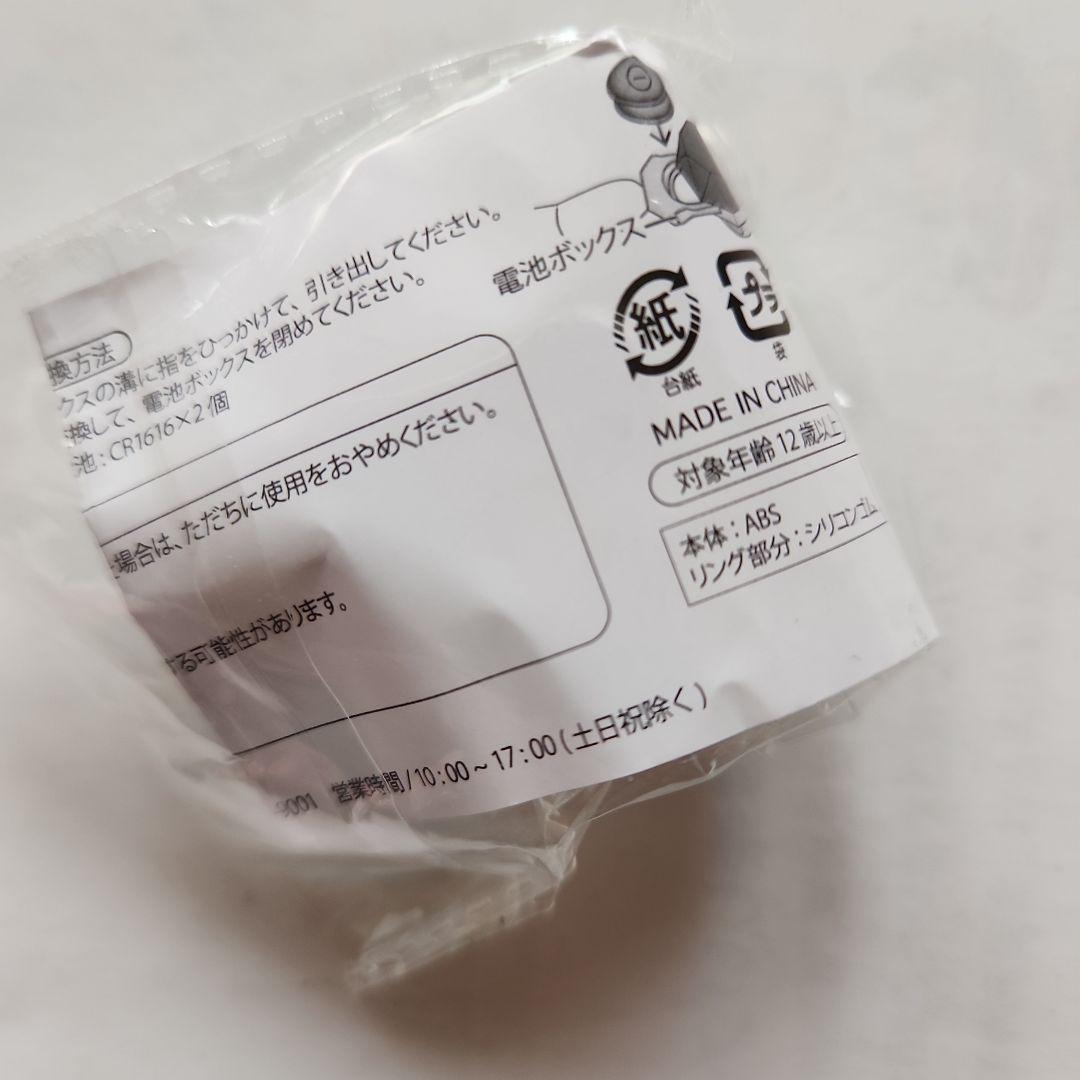 換方法
クスの溝に指をひっかけて、引き出してください。
換して、電池ボックスを閉めてください。
池：CR1616×2個
場合は、ただちに使用をおやめください。
る可能性があります。
001 営業時間/10：00～17：00(土日祝除く)
電池ボックス
紙
台紙
プラ
袋
MADE IN CHINA
対象年齢12歳以上
本体：ABS
リング部分：シリコンゴム